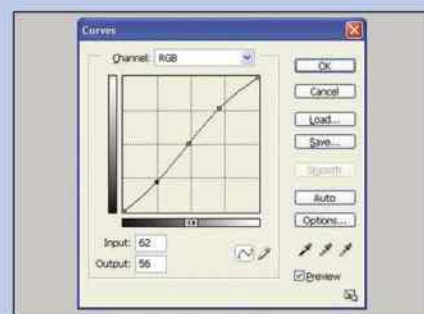 Curves
Channel: RGB
OK
Cancel
Load...
Save...
Smooth
Auto
Options...
Input: 62
Output: 56
Preview